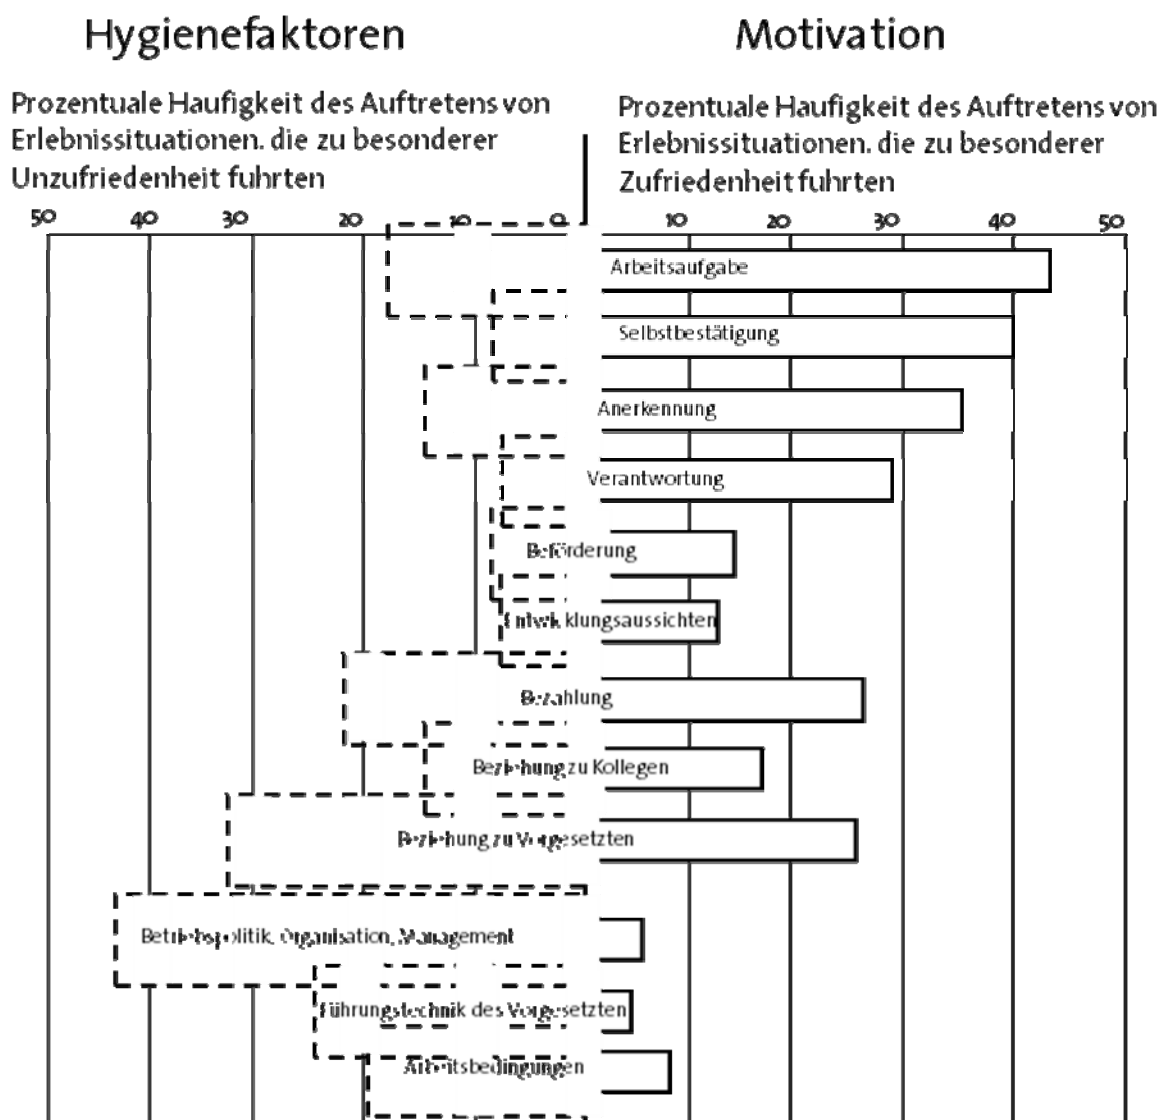 Hygienefaktoren
Motivation
Prozentuale Haufigkeit des Auftretens von
Erlebnissituationen. die zu besonderer
Unzufriedenheit fuhrten
Prozentuale Haufigkeit des Auftretens von
Erlebnissituationen. die zu besonderer
Zufriedenheit fuhrten
50 40 30 20 10 0 10 20 30 40 50
Arbeitsaufgabe
Selbstbestätigung
Anerkennung
Verantwortung
Beförderung
Entwicklungsaussichten
Bezahlung
Beziehung zu Kollegen
Beziehung zu Vorgesetzten
Betriebspolitik, Organisation, Management
Führungstechnik des Vorgesetzten
Arbeitsbedingungen